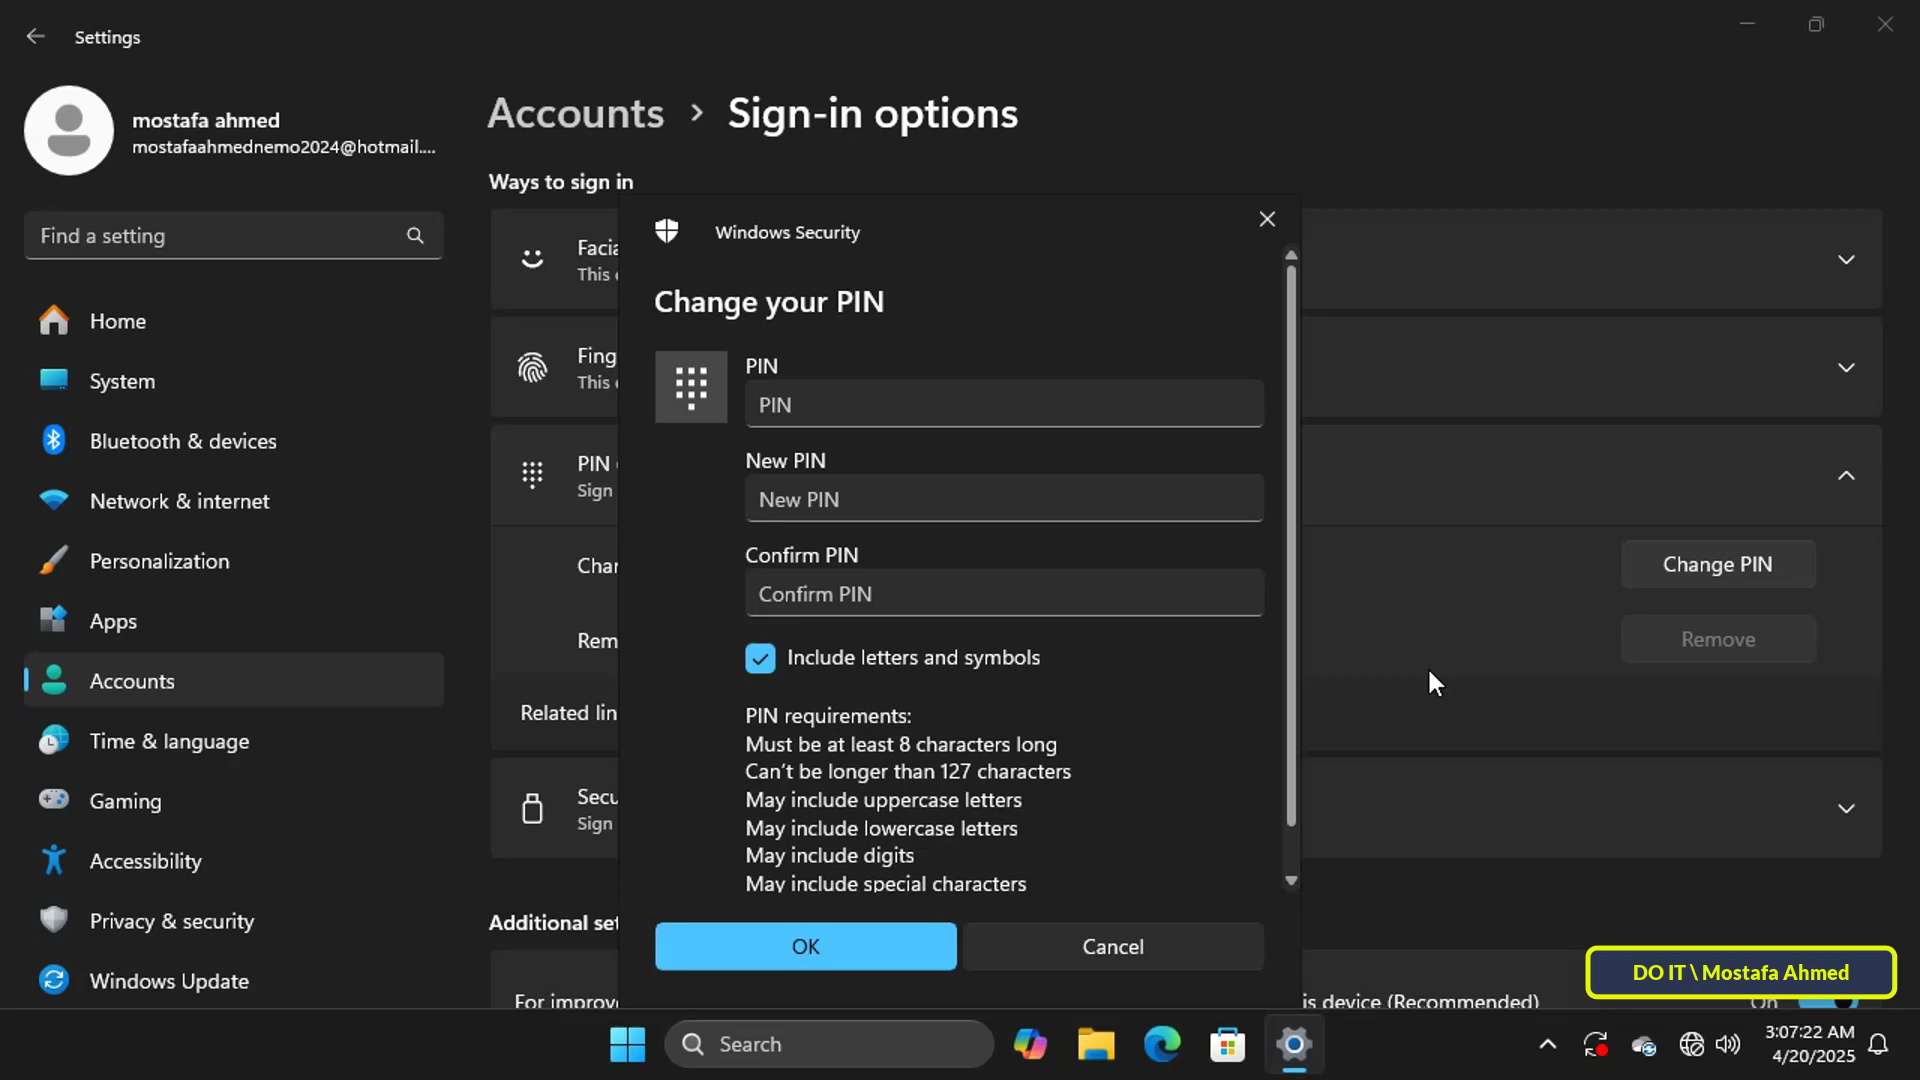 Settings
mostafa ahmed
mostafaahmednemo2024@hotmail....
Find a setting
Home
System
Bluetooth & devices
Network & internet
Personalization
Apps
Accounts
Time & language
Gaming
Accessibility
Privacy & security
Windows Update
Accounts > Sign-in options
Ways to sign in
Facia
This
Fing
This
PIN
Sign
Char
Change PIN
Rem
Remove
Related lin
Secu
Sign
Additional set
For improv
is device (Recommended)
On
Windows Security
Change your PIN
PIN
PIN
New PIN
New PIN
Confirm PIN
Confirm PIN
Include letters and symbols
PIN requirements:
Must be at least 8 characters long
Can't be longer than 127 characters
May include uppercase letters
May include lowercase letters
May include digits
May include special characters
OK
Cancel
DO IT \ Mostafa Ahmed
Search
3:07:22 AM
4/20/2025